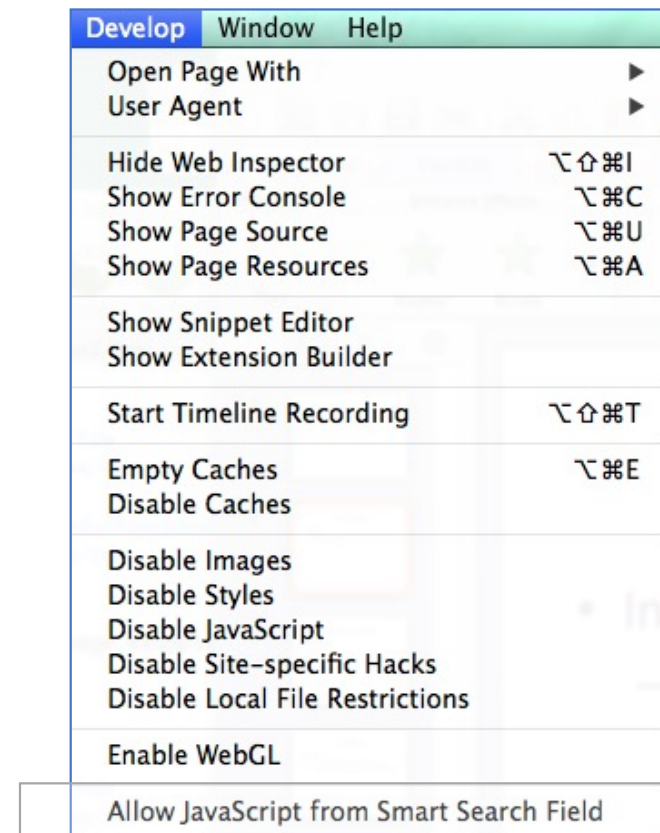 Develop Window Help
Open Page With ▶
User Agent ▶
Hide Web Inspector ⌥⇧⌘I
Show Error Console ⌥⌘C
Show Page Source ⌥⌘U
Show Page Resources ⌥⌘A
Show Snippet Editor
Show Extension Builder
Start Timeline Recording ⌥⇧⌘T
Empty Caches ⌥⌘E
Disable Caches
Disable Images
Disable Styles
Disable JavaScript
Disable Site-specific Hacks
Disable Local File Restrictions
Enable WebGL
Allow JavaScript from Smart Search Field